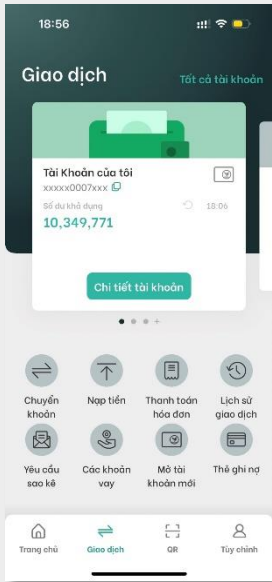 18:56
Giao dịch
Tất cả tài khoản
Tài Khoản của tôi
xxxxx0007xxx
Số dư khả dụng
18:06
10,349,771
Chi tiết tài khoản
Chuyển khoản
Nạp tiền
Thanh toán hóa đơn
Lịch sử giao dịch
Yêu cầu sao kê
Các khoản vay
Mở tài khoản mới
Thẻ ghi nợ
Trang chủ
Giao dịch
QR
Tùy chỉnh